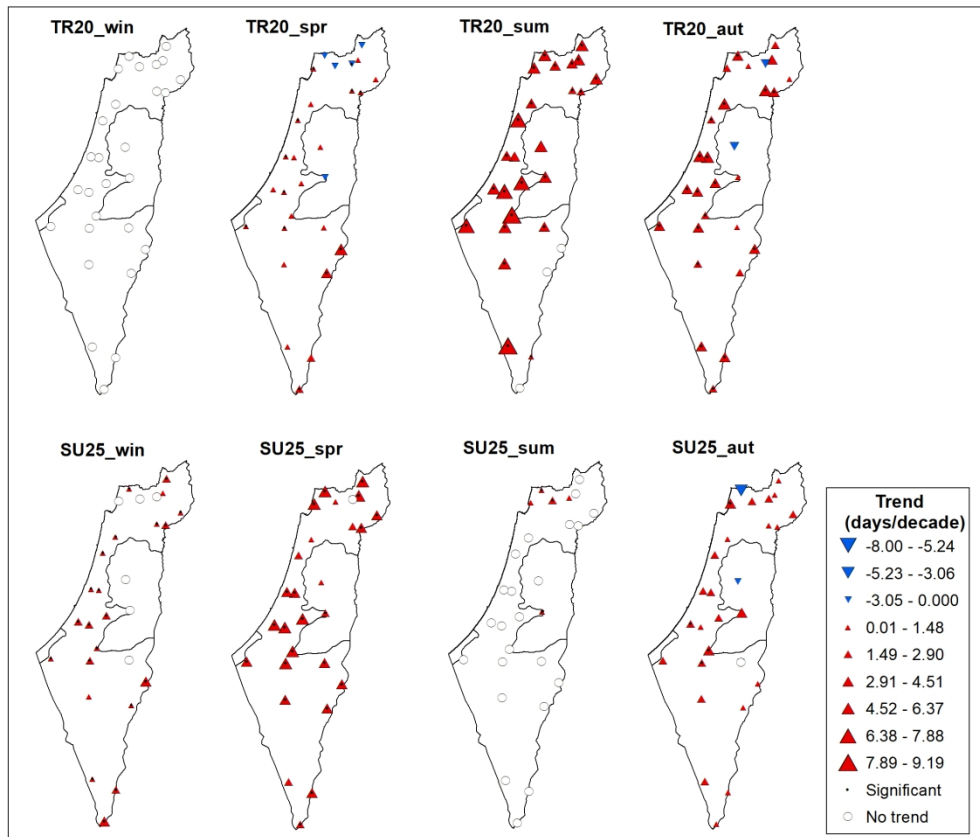 TR20_win
TR20_spr
TR20_sum
TR20_aut
SU25_win
SU25_spr
SU25_sum
SU25_aut
Trend
(days/decade)
-8.00 - -5.24
-5.23 - -3.06
-3.05 - 0.000
0.01 - 1.48
1.49 - 2.90
2.91 - 4.51
4.52 - 6.37
6.38 - 7.88
7.89 - 9.19
Significant
No trend